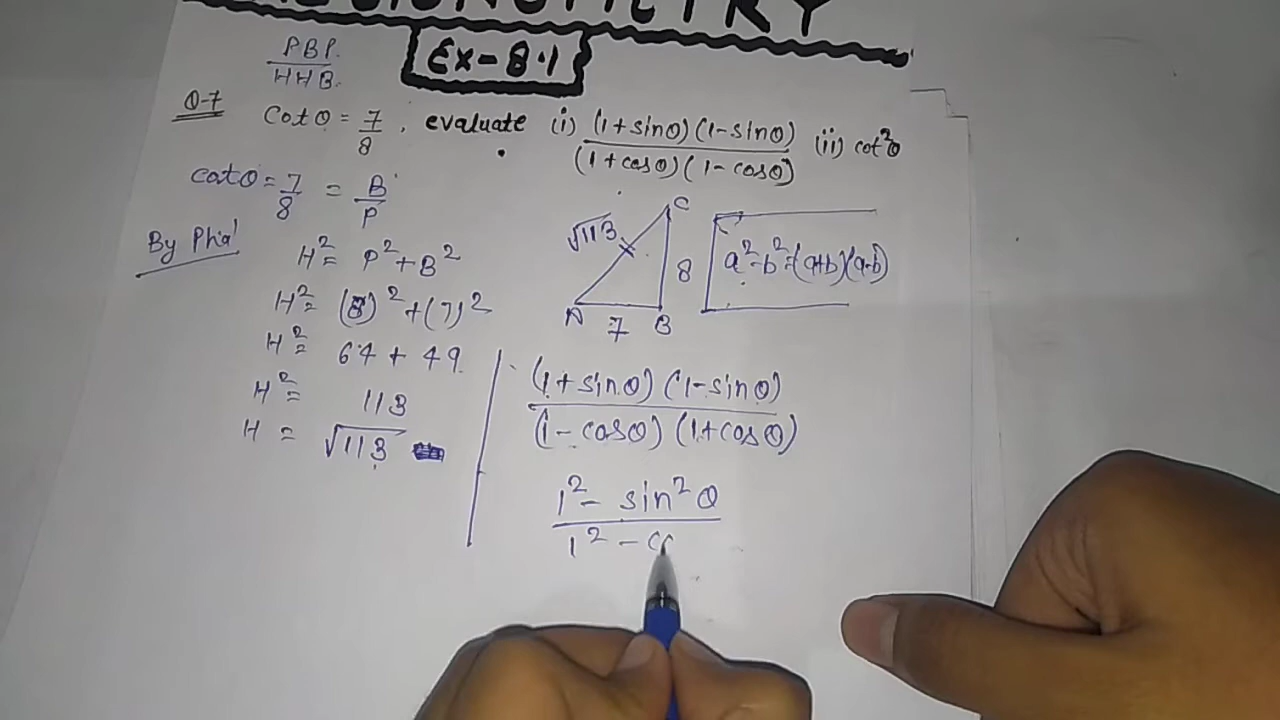 Ex-8.1
PBP.
HHB.
Q-7 Cotθ = 7/8, evaluate (i) (1+sinθ)(1-sinθ)/(1+cosθ)(1-cosθ) (ii) cot²θ
cotθ = 7/8 = B/P
By Pha'
H² = P² + B²
H² = (8)² + (7)²
H² = 64 + 49
H² = 113
H = √113
√113
C
8
A 7 B
a²-b²=(a+b)(a-b)
(1+sinθ)(1-sinθ)
(1-cosθ)(1+cosθ)
1² - sin²θ
1² - co